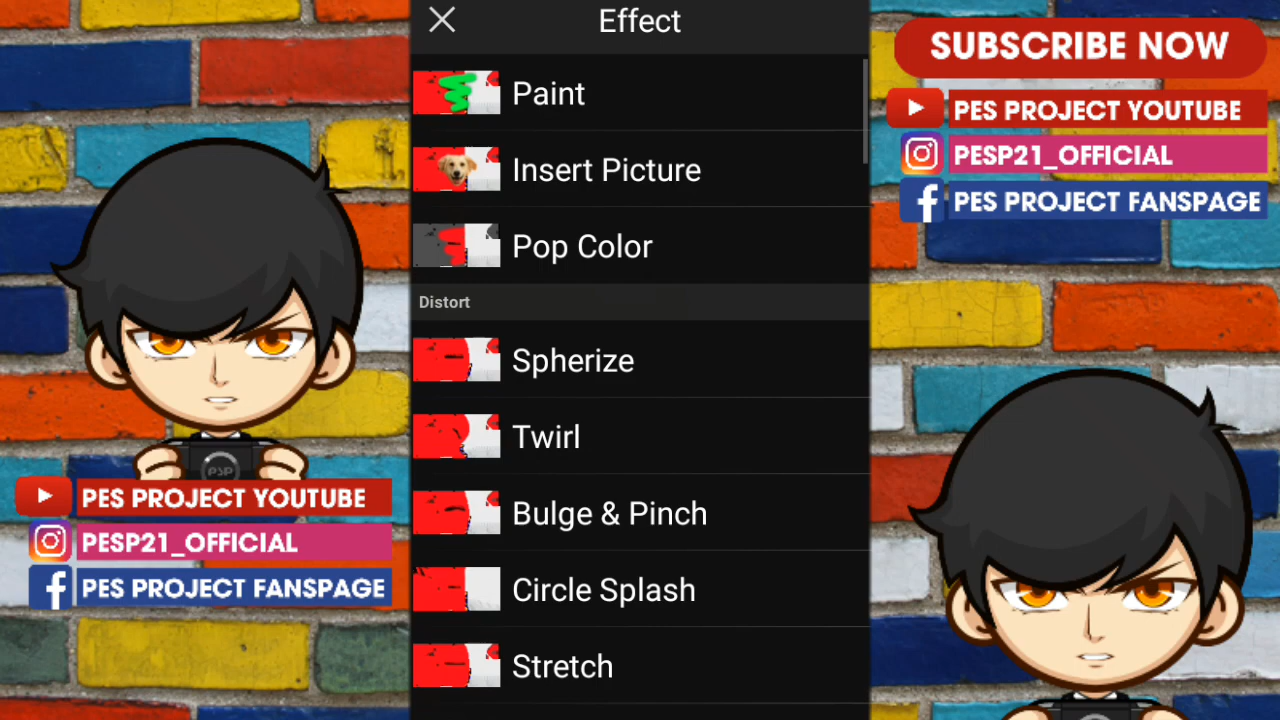 Effect
Paint
Insert Picture
Pop Color
Distort
Spherize
Twirl
Bulge & Pinch
Circle Splash
Stretch
PSP
PES PROJECT YOUTUBE
PESP21_OFFICIAL
PES PROJECT FANSPAGE
SUBSCRIBE NOW
PES PROJECT YOUTUBE
PESP21_OFFICIAL
PES PROJECT FANSPAGE